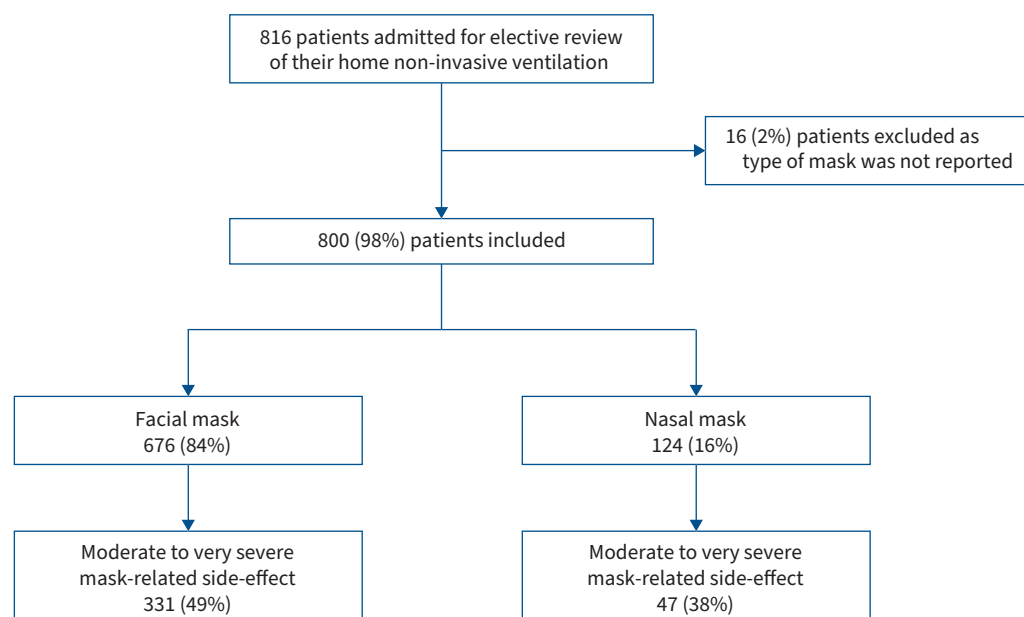 816 patients admitted for elective review
of their home non-invasive ventilation
16 (2%) patients excluded as
type of mask was not reported
800 (98%) patients included
Facial mask
676 (84%)
Nasal mask
124 (16%)
Moderate to very severe
mask-related side-effect
331 (49%)
Moderate to very severe
mask-related side-effect
47 (38%)